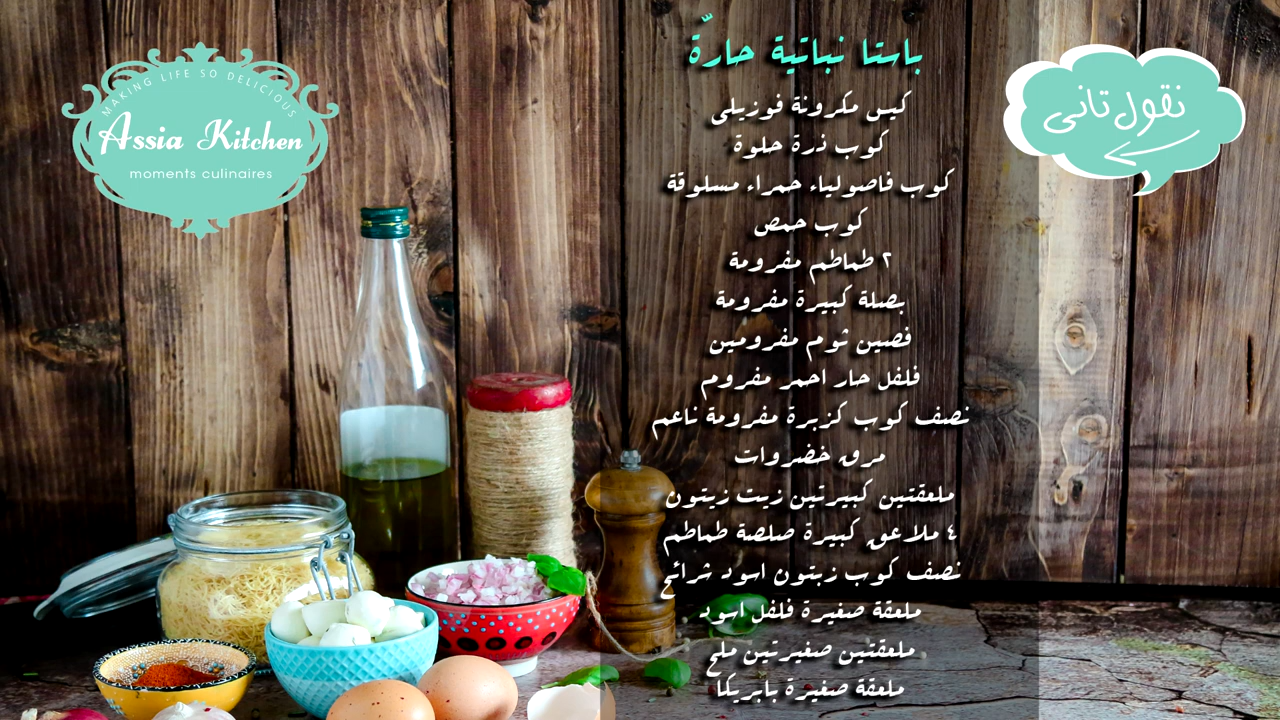 MAKING LIFE SO DELICIOUS
Assia Kitchen
moments culinaires
نقول تانى
باستا نباتية حارّة
كيس مكرونة فوزيلى
كوب ذرة حلوة
كوب فاصولياء حمراء مسلوقة
كوب حمص
٢ طماطم مفرومة
بصلة كبيرة مفرومة
فصين ثوم مفرومين
فلفل حار احمر مفروم
نصف كوب كزبرة مفرومة ناعم
مرق خضروات
ملعقتين كبيرتين زيت زيتون
٤ ملاعق كبيرة صلصة طماطم
نصف كوب زيتون اسود شرائح
ملعقة صغيرة فلفل اسود
ملعقتين صغيرتين ملح
ملعقة صغيرة بابريكا